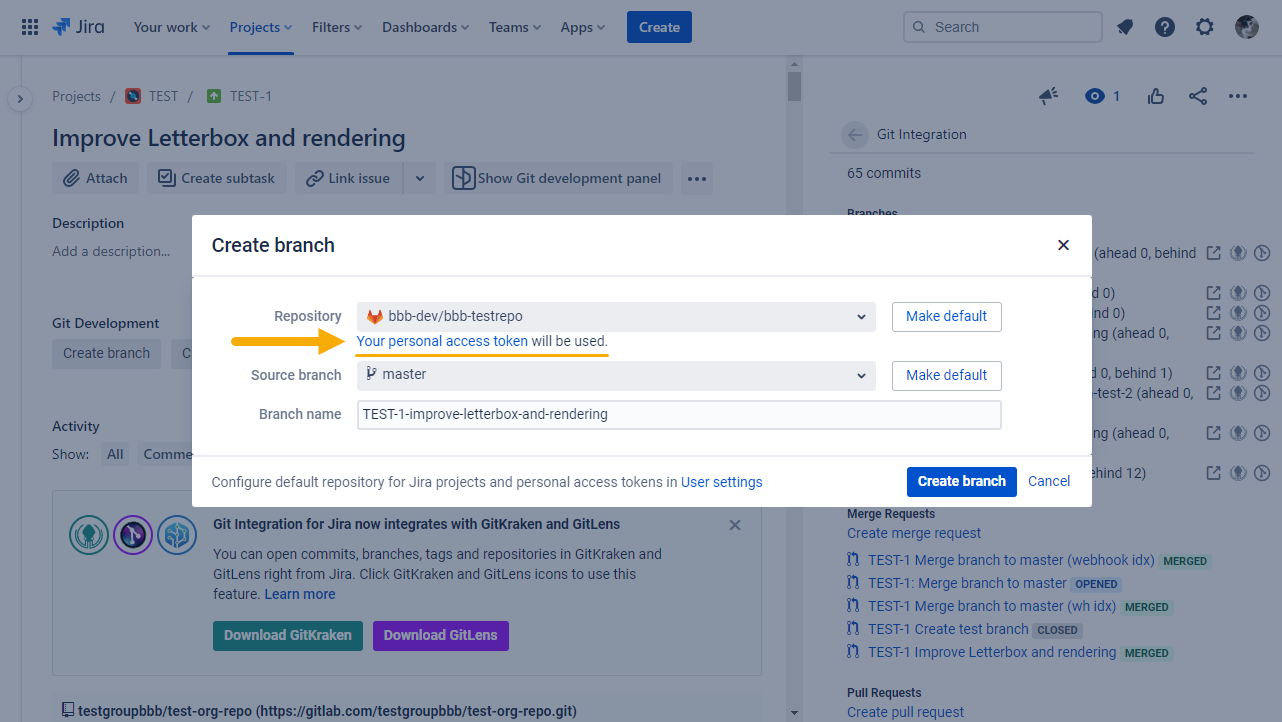 Jira Your work Projects Filters Dashboards Teams Apps Create Search
Projects / TEST / TEST-1
1
Improve Letterbox and rendering
Git Integration
Attach Create subtask Link issue Show Git development panel
65 commits
Branches
Description
Add a description...
Create branch
(ahead 0, behind
Git Development
Create branch
Repository
bbb-dev/bbb-testrepo
Make default
Your personal access token will be used.
Source branch
master
Make default
Branch name
TEST-1-improve-letterbox-and-rendering
d 0)
nd 0)
ng (ahead 0,
0, behind 1)
-test-2 (ahead 0,
ng (ahead 0,
ehind 12)
Activity
Show: All Comme
Configure default repository for Jira projects and personal access tokens in User settings
Create branch Cancel
Git Integration for Jira now integrates with GitKraken and GitLens
You can open commits, branches, tags and repositories in GitKraken and
GitLens right from Jira. Click GitKraken and GitLens icons to use this
feature. Learn more
Download GitKraken Download GitLens
testgroupbbb/test-org-repo (https://gitlab.com/testgroupbbb/test-org-repo.git)
Merge Requests
Create merge request
TEST-1 Merge branch to master (webhook idx) MERGED
TEST-1: Merge branch to master OPENED
TEST-1 Merge branch to master (wh idx) MERGED
TEST-1 Create test branch CLOSED
TEST-1 Improve Letterbox and rendering MERGED
Pull Requests
Create pull request